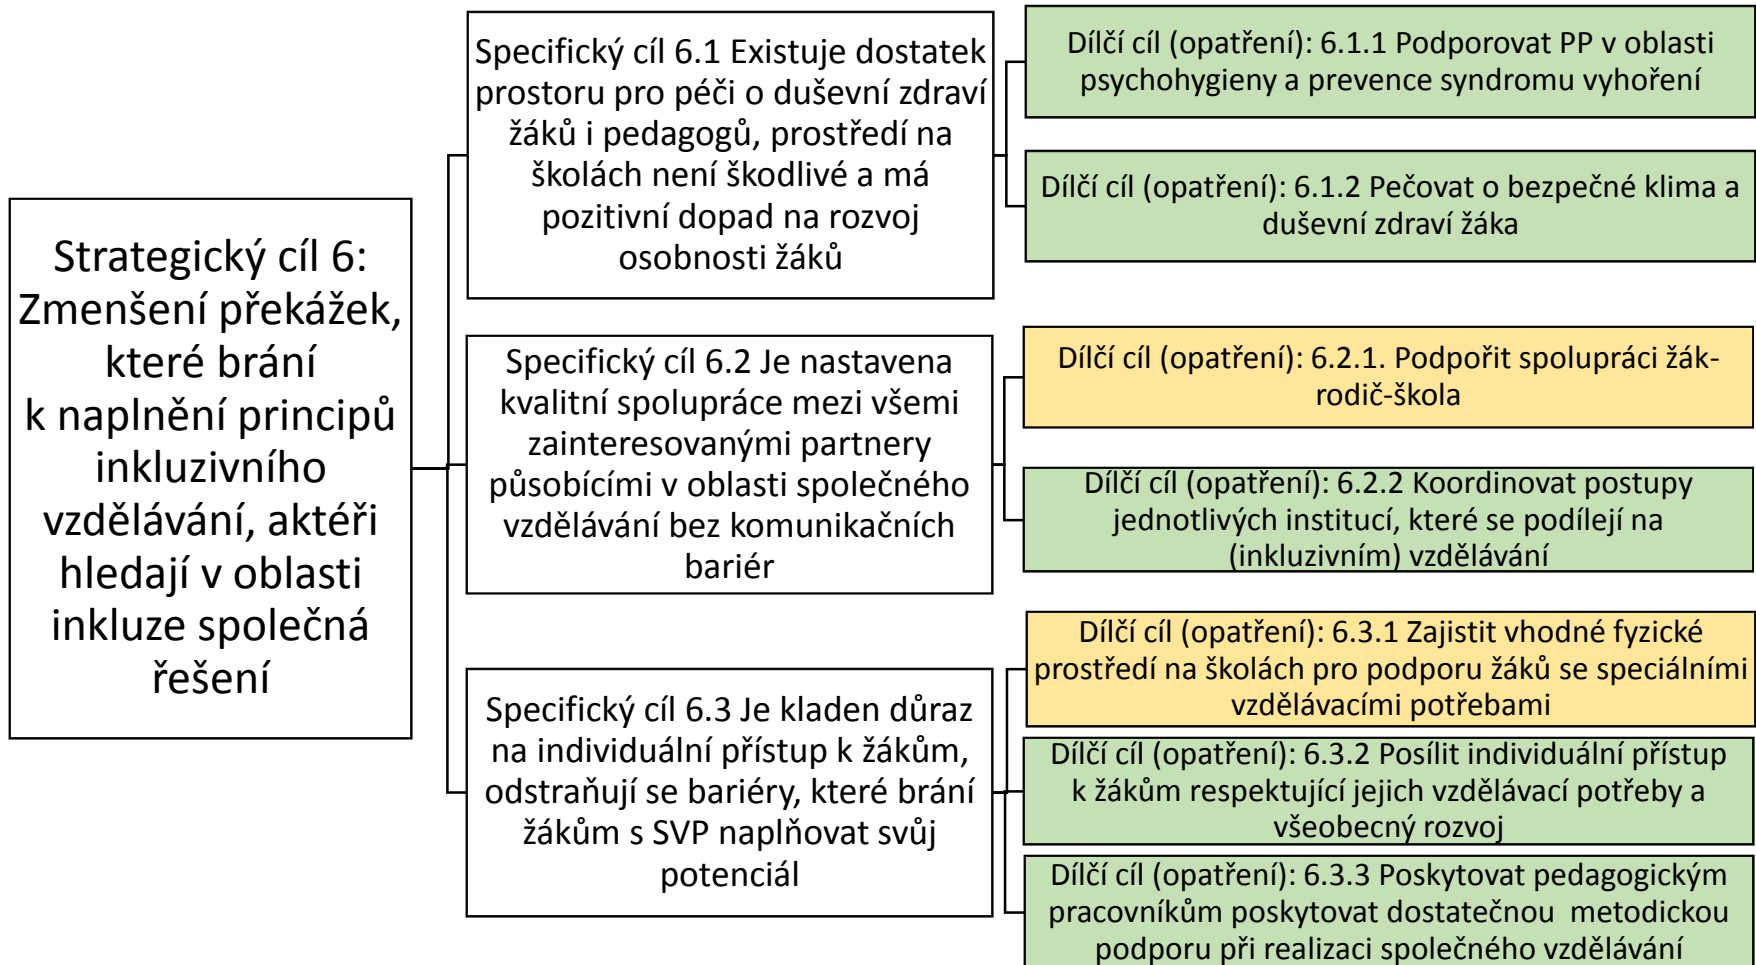 Strategický cíl 6:
Zmenšení překážek,
které brání
k naplnění principů
inkluzivního
vzdělávání, aktéři
hledají v oblasti
inkluze společná
řešení
Specifický cíl 6.1 Existuje dostatek
prostoru pro péči o duševní zdraví
žáků i pedagogů, prostředí na
školách není škodlivé a má
pozitivní dopad na rozvoj
osobnosti žáků
Dílčí cíl (opatření): 6.1.1 Podporovat PP v oblasti
psychohygieny a prevence syndromu vyhoření
Dílčí cíl (opatření): 6.1.2 Pečovat o bezpečné klima a
duševní zdraví žáka
Specifický cíl 6.2 Je nastavena
kvalitní spolupráce mezi všemi
zainteresovanými partnery
působícími v oblasti společného
vzdělávání bez komunikačních
bariér
Dílčí cíl (opatření): 6.2.1. Podpořit spolupráci žák-
rodič-škola
Dílčí cíl (opatření): 6.2.2 Koordinovat postupy
jednotlivých institucí, které se podílejí na
(inkluzivním) vzdělávání
Specifický cíl 6.3 Je kladen důraz
na individuální přístup k žákům,
odstraňují se bariéry, které brání
žákům s SVP naplňovat svůj
potenciál
Dílčí cíl (opatření): 6.3.1 Zajistit vhodné fyzické
prostředí na školách pro podporu žáků se speciálními
vzdělávacími potřebami
Dílčí cíl (opatření): 6.3.2 Posílit individuální přístup
k žákům respektující jejich vzdělávací potřeby a
všeobecný rozvoj
Dílčí cíl (opatření): 6.3.3 Poskytovat pedagogickým
pracovníkům poskytovat dostatečnou metodickou
podporu při realizaci společného vzdělávání